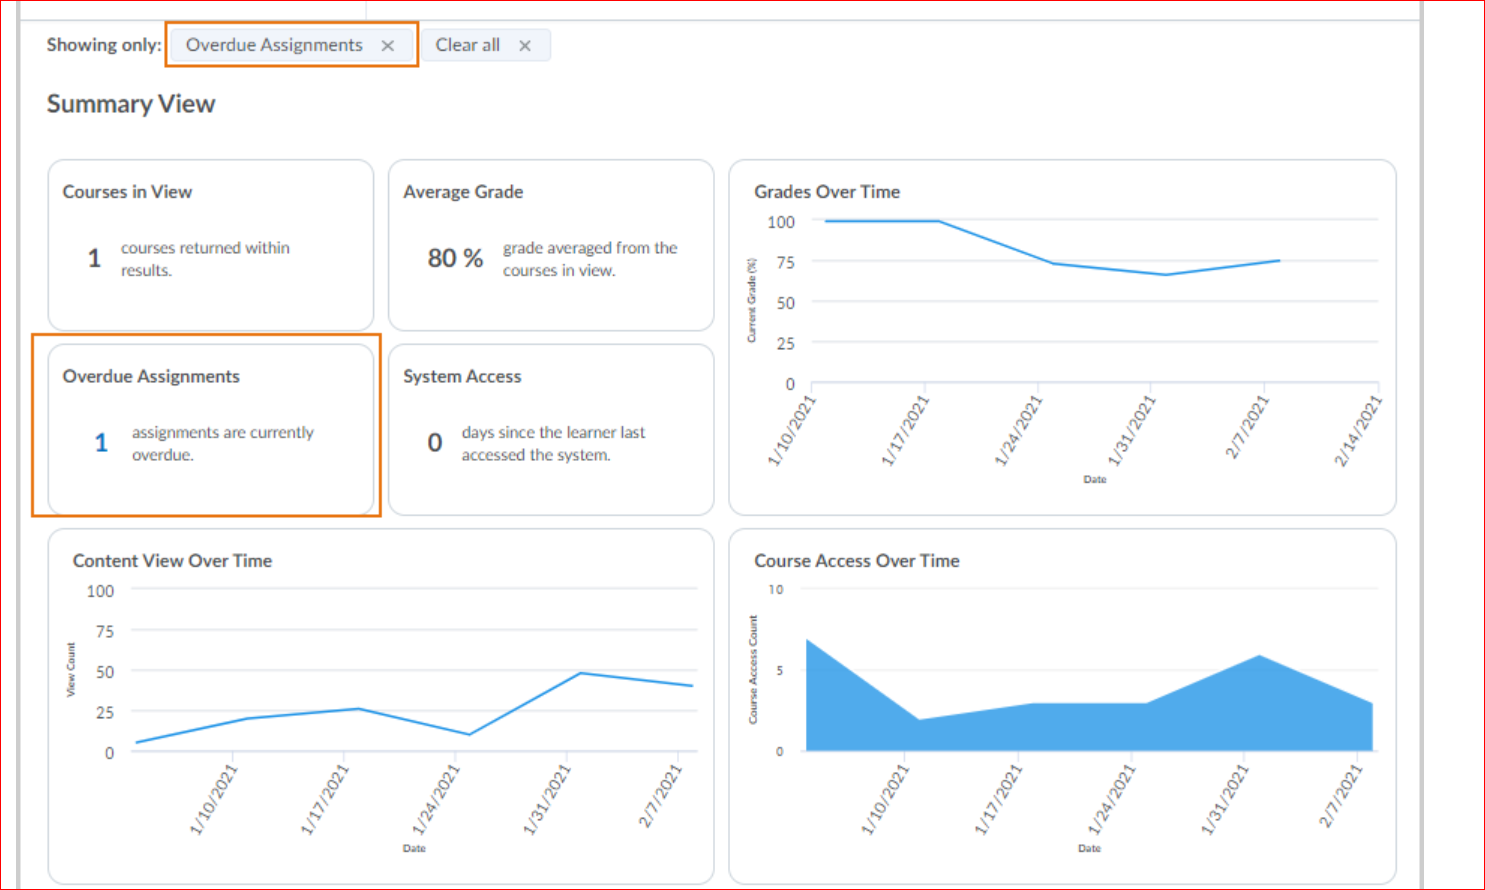 Showing only: Overdue Assignments × Clear all ×
Summary View
Courses in View
1 courses returned within
results.
Average Grade
80 % grade averaged from the
courses in view.
Grades Over Time
100
75
50
25
0
Current Grade (%)
1/10/2021
1/17/2021
1/24/2021
1/31/2021
2/7/2021
2/14/2021
Date
Overdue Assignments
1 assignments are currently
overdue.
System Access
0 days since the learner last
accessed the system.
Content View Over Time
100
75
50
25
0
View Count
1/10/2021
1/17/2021
1/24/2021
1/31/2021
2/7/2021
Date
Course Access Over Time
10
5
0
Course Access Count
1/10/2021
1/17/2021
1/24/2021
1/31/2021
2/7/2021
Date